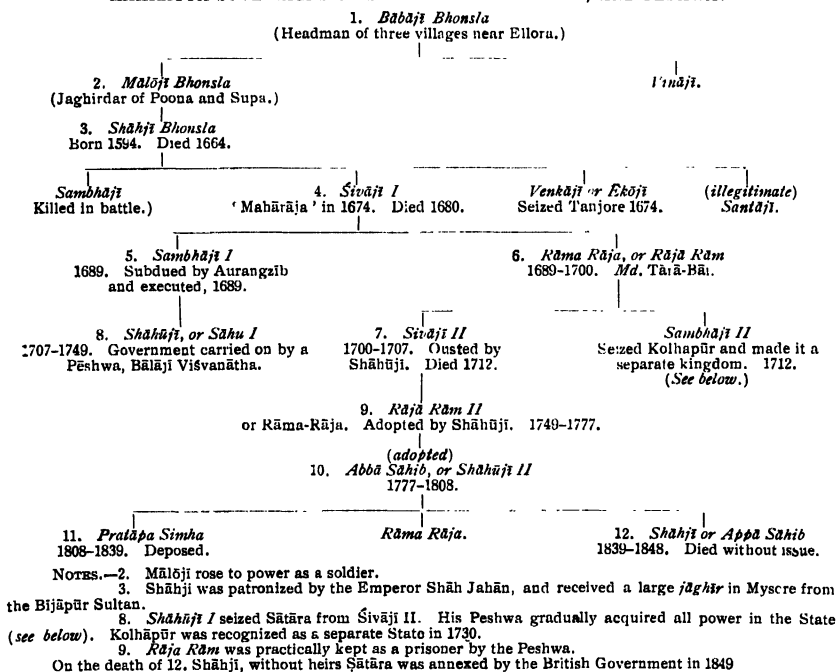 1. Bābājī Bhonsla
(Headman of three villages near Ellora.)
2. Mālōjī Bhonsla
(Jaghirdar of Poona and Supa.)
Vināji.
3. Shāhjī Bhonsla
Born 1594. Died 1664.
Sambhājī
Killed in battle.)
4. Śivājī I
‘ Mahārāja ’ in 1674. Died 1680.
Venkājī or Ēkōjī
Seized Tanjore 1674.
(illegitimate)
Santājī.
5. Sambhājī I
1689. Subdued by Aurangzīb
and executed, 1689.
6. Rāma Rāja, or Rājā Rām
1689-1700. Md. Tārā-Bāi.
8. Shāhūjī, or Sāhu I
1707-1749. Government carried on by a
Pēshwa, Bālājī Viśvanātha.
7. Sivājī II
1700-1707. Ousted by
Shāhūjī. Died 1712.
Sambhājī II
Seized Kolhapūr and made it a
separate kingdom. 1712.
(See below.)
9. Rājā Rām II
or Rāma-Rāja. Adopted by Shāhūjī. 1749-1777.
(adopted)
10. Abbā Sāhib, or Shāhūjī II
1777-1808.
11. Pratāpa Simha
1808-1839. Deposed.
Rāma Rāja.
12. Shāhjī or Appā Sāhib
1839-1848. Died without issue.
NOTES.—2. Mālōjī rose to power as a soldier.
3. Shāhji was patronized by the Emperor Shāh Jahān, and received a large jāghīr in Mysore from
the Bījāpūr Sultan.
8. Shāhūjī I seized Sātāra from Śivājī II. His Peshwa gradually acquired all power in the State
(see below). Kolhāpūr was recognized as a separate State in 1730.
9. Rāja Rām was practically kept as a prisoner by the Peshwa.
On the death of 12. Shāhjī, without heirs Sātāra was annexed by the British Government in 1849